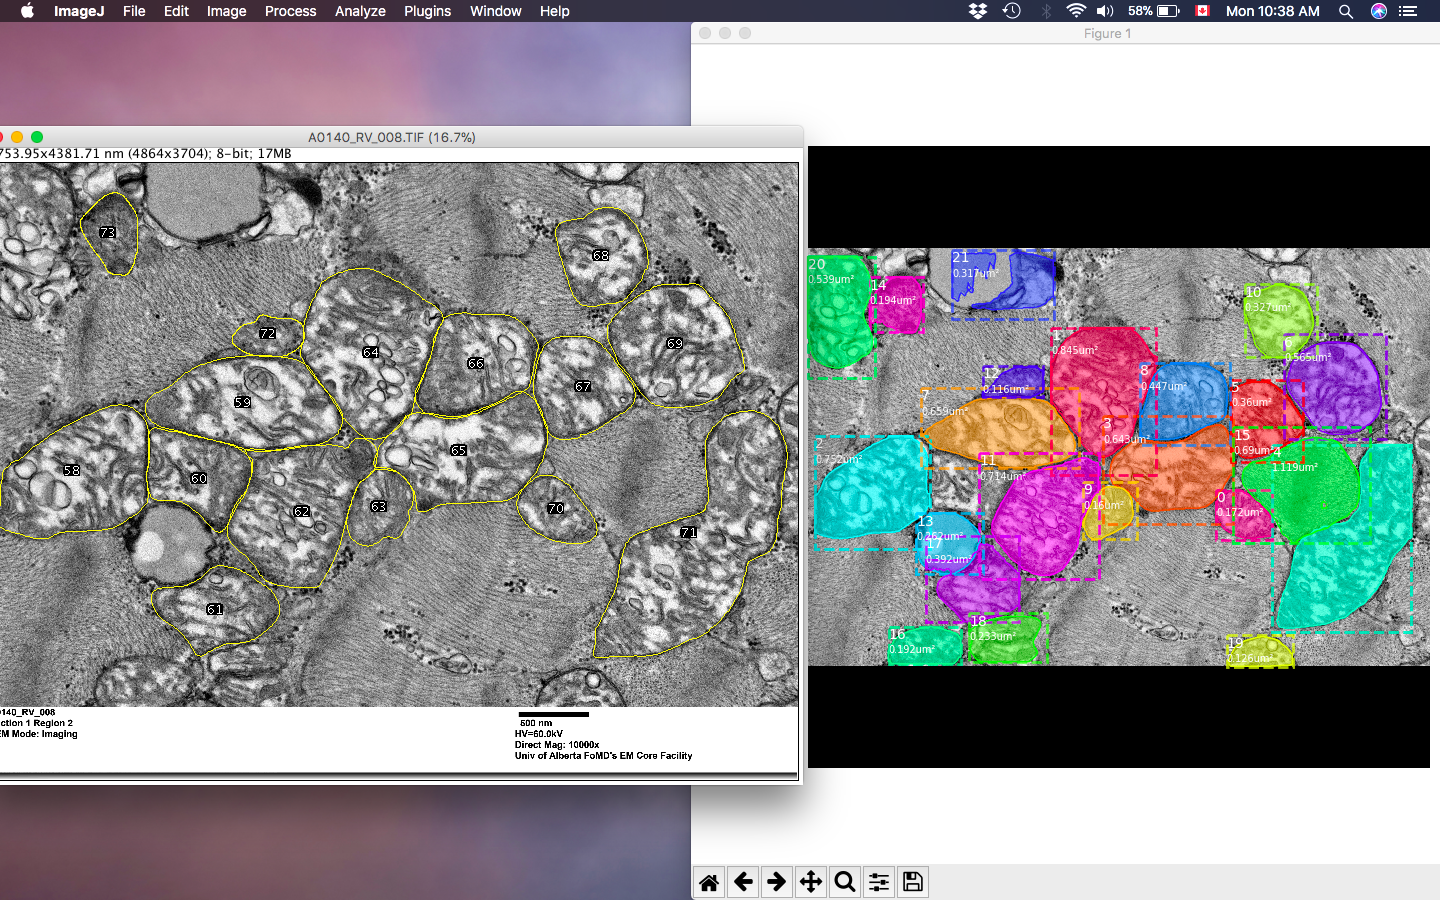 ImageJ File Edit Image Process Analyze Plugins Window Help
58% Mon 10:38 AM
Figure 1
A0140_RV_008.TIF (16.7%)
753.95x4381.71 nm (4864x3704); 8-bit; 17MB
73
68
72
64
66
69
67
59
65
58
60
63
62
70
71
61
0140_RV_008
ction 1 Region 2
EM Mode: Imaging
500 nm
HV=60.0kV
Direct Mag: 10000x
Univ of Alberta FoMD's EM Core Facility
20
0.539um²
21
0.317um²
14
0.194um²
10
0.327um²
1
0.845um²
0.565um²
12
0.116um²
8
0.447um²
5
0.36um²
7
0.659um²
3
0.643um²
15
0.69um²
2
0.752um²
4
1.119um²
11
0.714um²
9
0.16um²
0
0.172um²
13
0.262um²
17
0.392um²
18
0.233um²
16
0.192um²
19
0.126um²